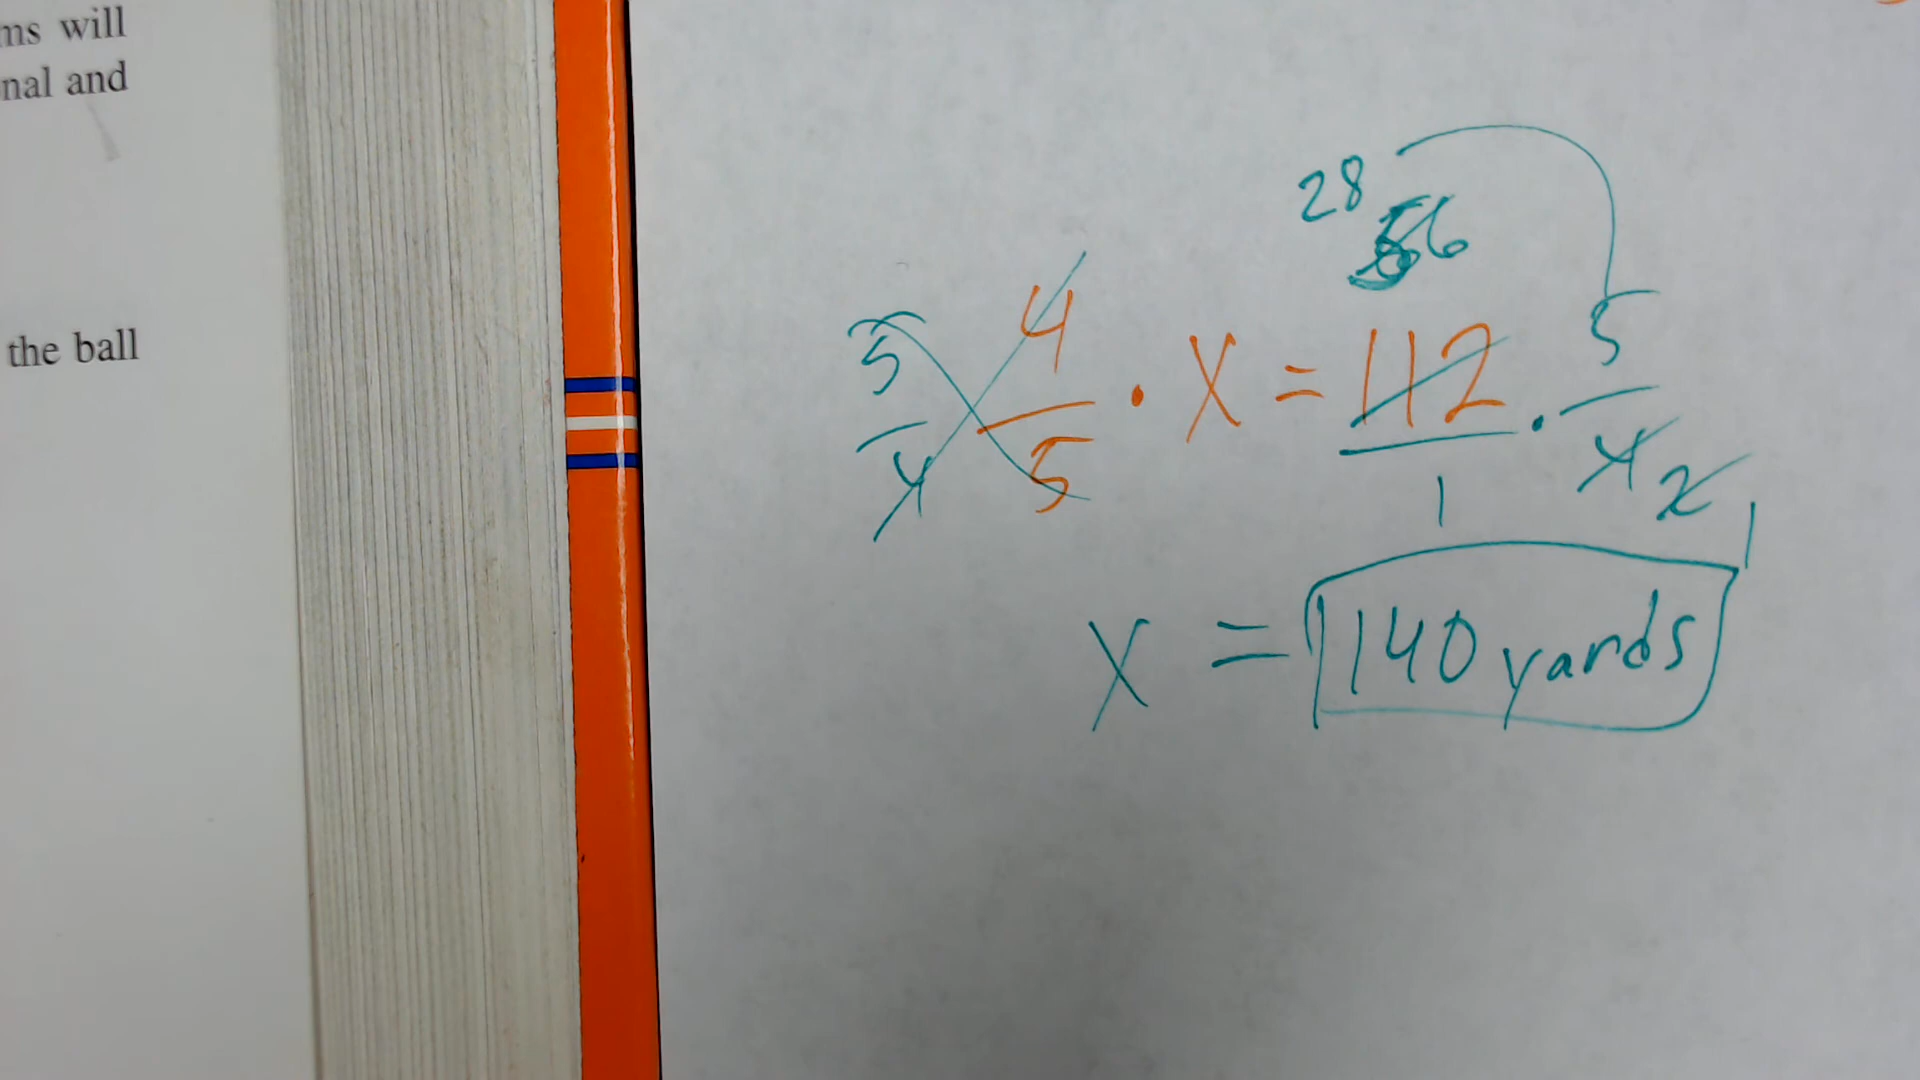 ms will
nal and
the ball
28 56
5/4 4/5 · X = 112/1 · 5/4 2 1
X = 140 yards